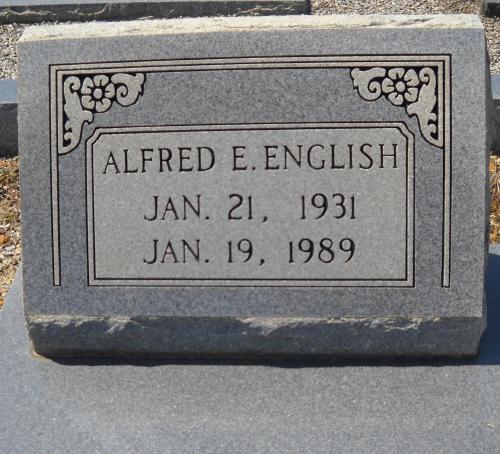 ALFRED E. ENGLISH
JAN. 21, 1931
JAN. 19, 1989